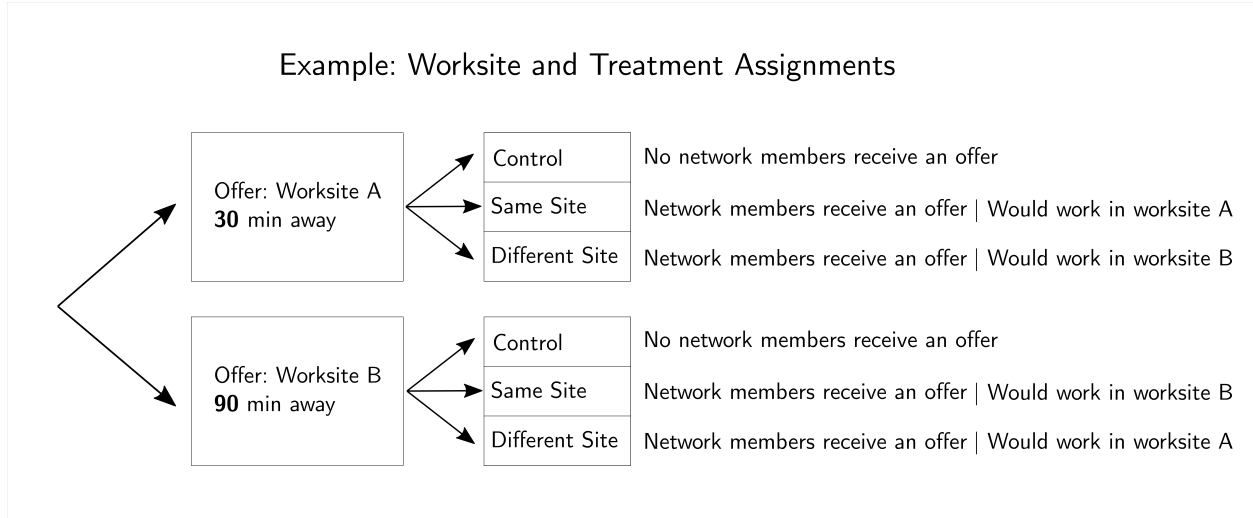 Example: Worksite and Treatment Assignments
Offer: Worksite A
30 min away
Control
No network members receive an offer
Same Site
Network members receive an offer | Would work in worksite A
Different Site
Network members receive an offer | Would work in worksite B
Offer: Worksite B
90 min away
Control
No network members receive an offer
Same Site
Network members receive an offer | Would work in worksite B
Different Site
Network members receive an offer | Would work in worksite A